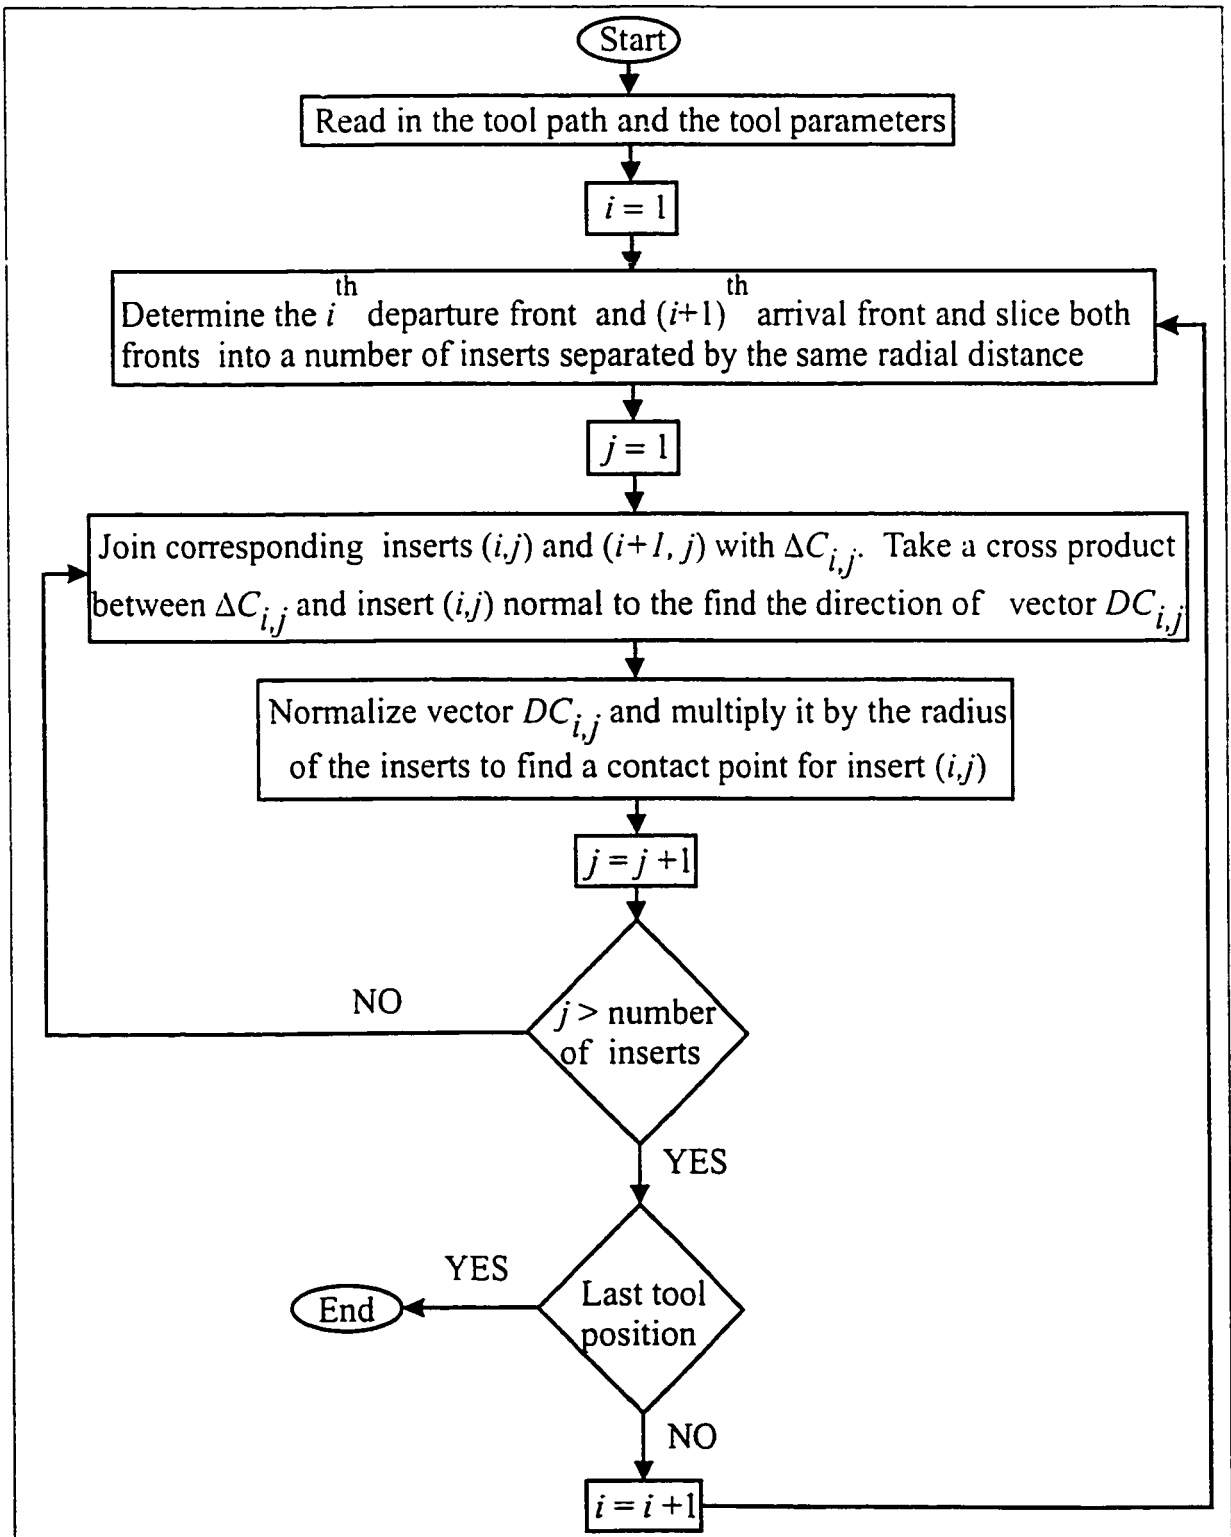 Start
Read in the tool path and the tool parameters
i = 1
Determine the i^th departure front and (i+1)^th arrival front and slice both
fronts into a number of inserts separated by the same radial distance
j = 1
Join corresponding inserts (i,j) and (i+1, j) with ΔC_i,j. Take a cross product
between ΔC_i,j and insert (i,j) normal to the find the direction of vector DC_i,j
Normalize vector DC_i,j and multiply it by the radius
of the inserts to find a contact point for insert (i,j)
j = j +1
NO
j > number
of inserts
YES
YES
End
Last tool
position
NO
i = i +1